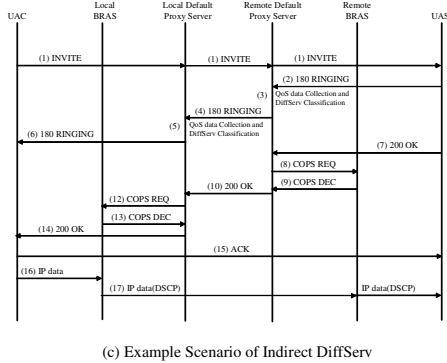 UAC
Local
BRAS
Local Default
Proxy Server
Remote Default
Proxy Server
Remote
BRAS
UAS
(1) INVITE
(1) INVITE
(1) INVITE
(2) 180 RINGING
(3)
QoS data Collection and
DiffServ Classification
(4) 180 RINGING
(5)
QoS data Collection and
DiffServ Classification
(6) 180 RINGING
(7) 200 OK
(8) COPS REQ
(9) COPS DEC
(10) 200 OK
(12) COPS REQ
(13) COPS DEC
(14) 200 OK
(15) ACK
(16) IP data
(17) IP data(DSCP)
IP data(DSCP)
(c) Example Scenario of Indirect DiffServ